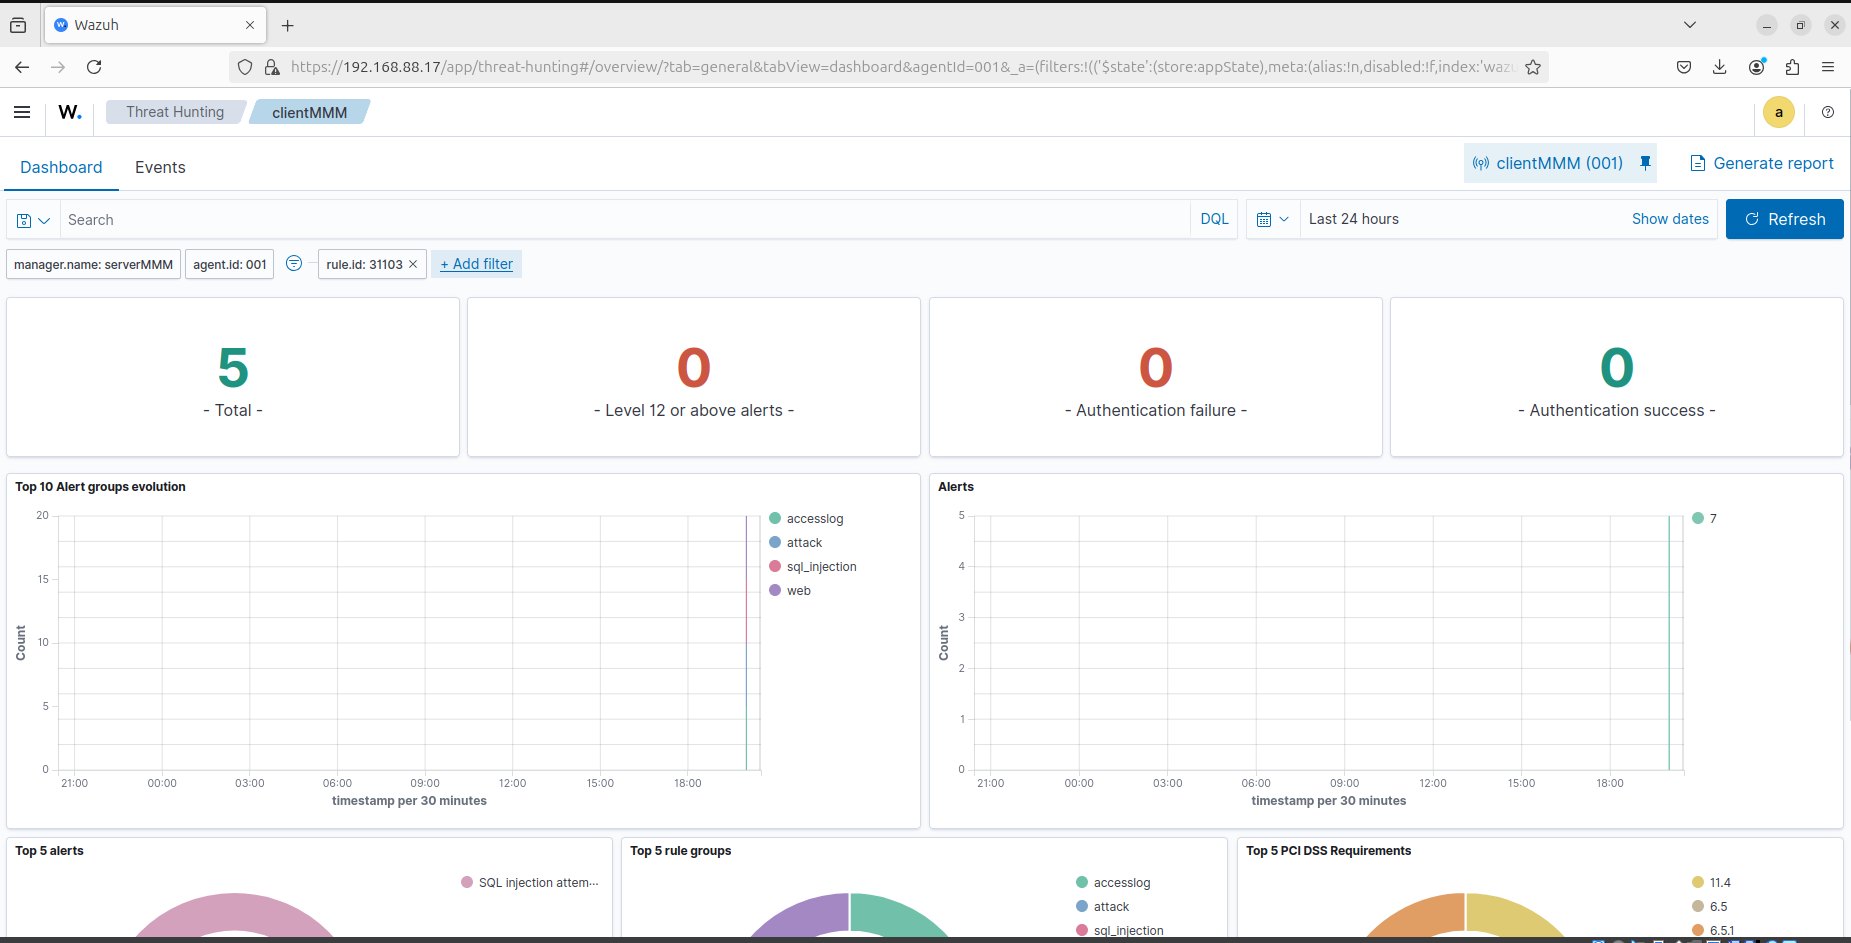 Wazuh
https://192.168.88.17/app/threat-hunting#/overview/?tab=general&tabView=dashboard&agentId=001&_a=(filters:!(('$state':(store:appState),meta:(alias:!n,disabled:!f,index:'wazu
W.
Threat Hunting
clientMMM
a
Dashboard
Events
clientMMM (001)
Generate report
Search
DQL
Last 24 hours
Show dates
Refresh
manager.name: serverMMM
agent.id: 001
rule.id: 31103
+ Add filter
5
- Total -
0
- Level 12 or above alerts -
0
- Authentication failure -
0
- Authentication success -
Top 10 Alert groups evolution
20
15
10
5
0
Count
21:00
00:00
03:00
06:00
09:00
12:00
15:00
18:00
timestamp per 30 minutes
accesslog
attack
sql_injection
web
Alerts
5
4
3
2
1
0
Count
21:00
00:00
03:00
06:00
09:00
12:00
15:00
18:00
timestamp per 30 minutes
7
Top 5 alerts
SQL injection attem...
Top 5 rule groups
accesslog
attack
sql_injection
Top 5 PCI DSS Requirements
11.4
6.5
6.5.1